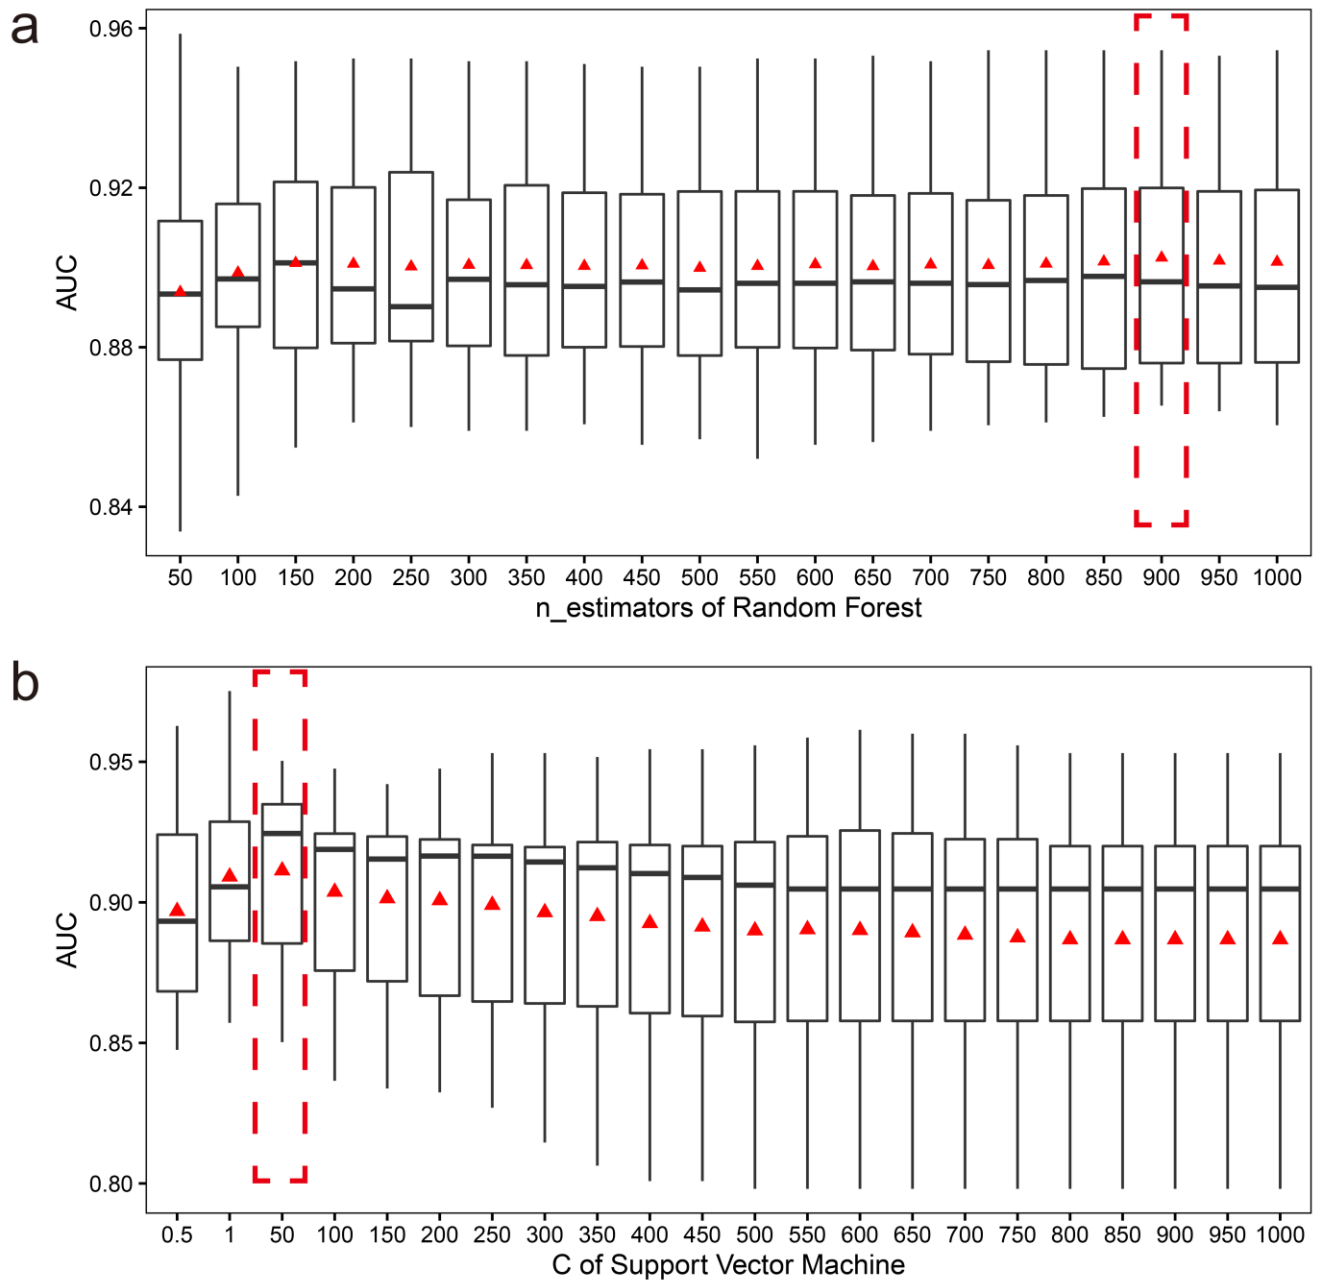 a
0.96
0.92
0.88
0.84
AUC
50 100 150 200 250 300 350 400 450 500 550 600 650 700 750 800 850 900 950 1000
n_estimators of Random Forest
b
0.95
0.90
0.85
0.80
AUC
0.5 1 50 100 150 200 250 300 350 400 450 500 550 600 650 700 750 800 850 900 950 1000
C of Support Vector Machine